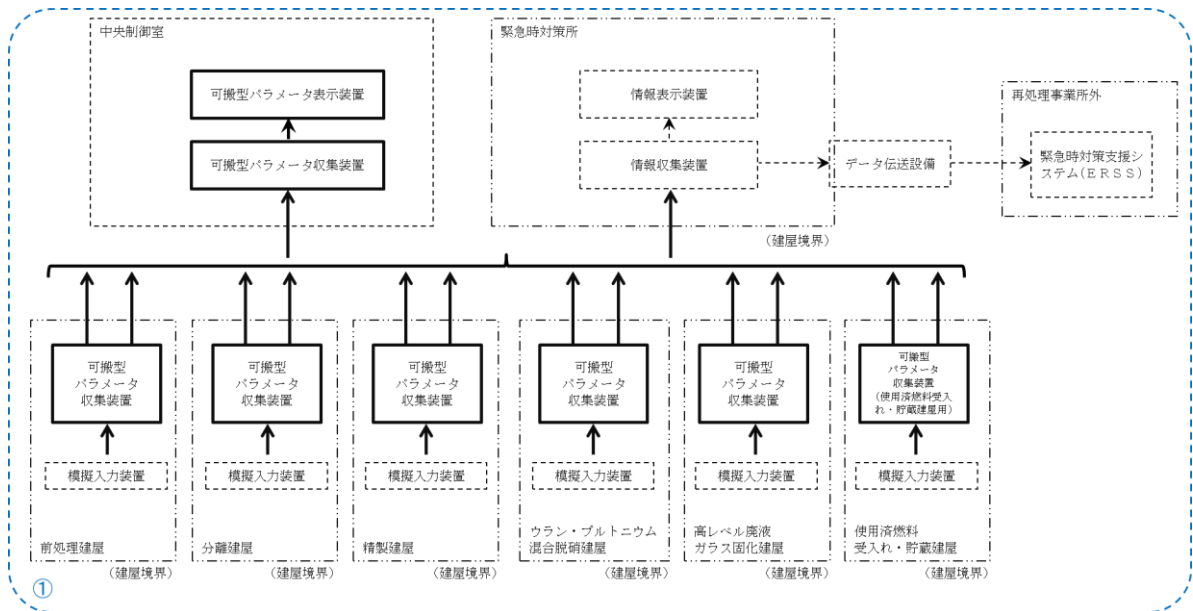 中央制御室
可搬型パラメータ表示装置
可搬型パラメータ収集装置
緊急時対策所
情報表示装置
情報収集装置
データ伝送設備
再処理事業所外
緊急時対策支援シ
ステム(ＥＲＳＳ)
（建屋境界）
可搬型
パラメータ
収集装置
模擬入力装置
前処理建屋
（建屋境界）
可搬型
パラメータ
収集装置
模擬入力装置
分離建屋
（建屋境界）
可搬型
パラメータ
収集装置
模擬入力装置
精製建屋
（建屋境界）
可搬型
パラメータ
収集装置
模擬入力装置
ウラン・プルトニウム
混合脱硝建屋
（建屋境界）
可搬型
パラメータ
収集装置
模擬入力装置
高レベル廃液
ガラス固化建屋
（建屋境界）
可搬型
パラメータ
収集装置
（使用済燃料受入
れ・貯蔵建屋用）
模擬入力装置
使用済燃料
受入れ・貯蔵建屋
（建屋境界）
①